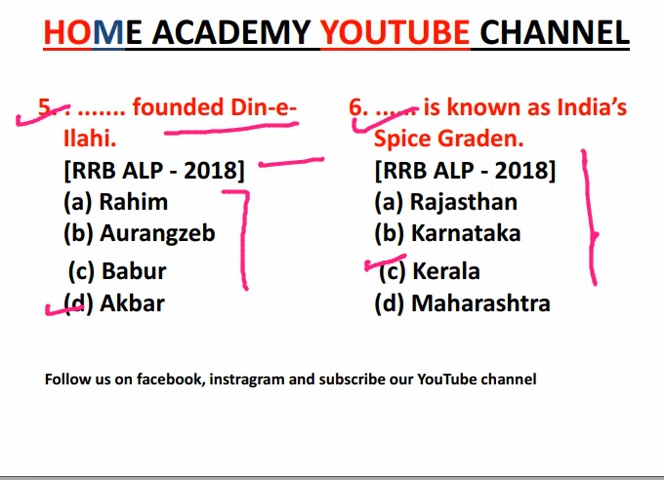 HOME ACADEMY YOUTUBE CHANNEL
5. . ....... founded Din-e-
Ilahi.
[RRB ALP - 2018]
(a) Rahim
(b) Aurangzeb
(c) Babur
(d) Akbar
6. ...... is known as India's
Spice Graden.
[RRB ALP - 2018]
(a) Rajasthan
(b) Karnataka
(c) Kerala
(d) Maharashtra
Follow us on facebook, instragram and subscribe our YouTube channel